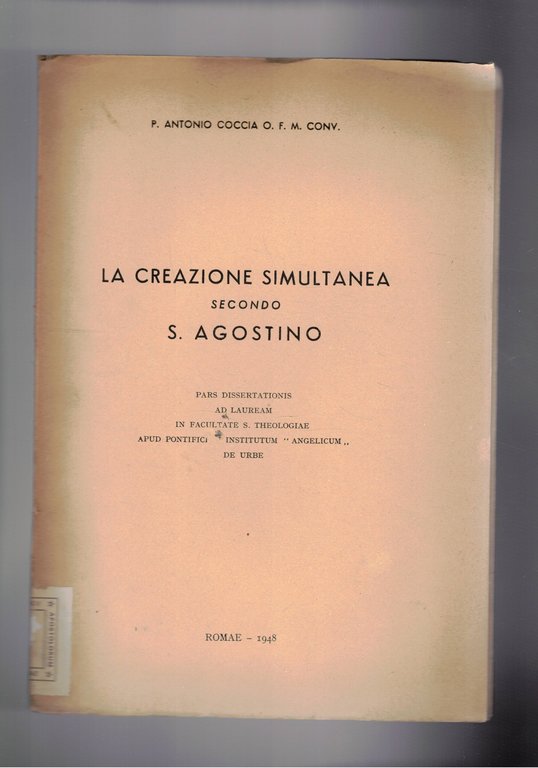 P. ANTONIO COCCIA O. F. M. CONV.
LA CREAZIONE SIMULTANEA
SECONDO
S. AGOSTINO
PARS DISSERTATIONIS
AD LAUREAM
IN FACULTATE S. THEOLOGIAE
APUD PONTIFICI INSTITUTUM “ ANGELICUM „
DE URBE
ROMAE - 1948
APOSTOLORUM